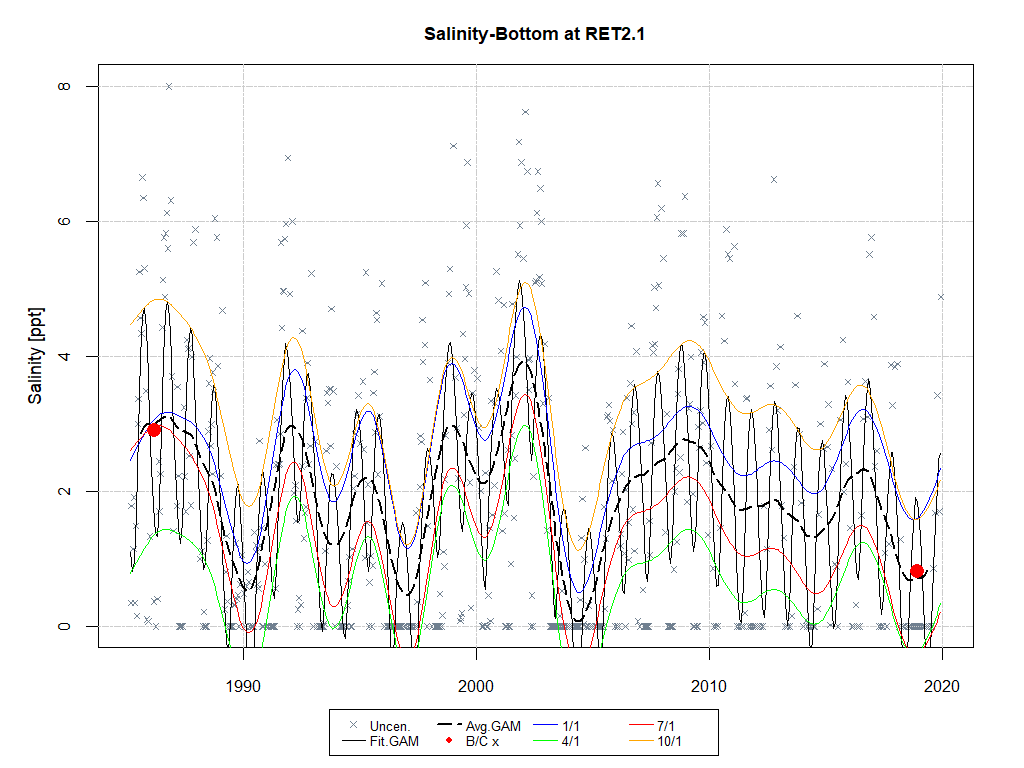 Salinity-Bottom at RET2.1
Salinity [ppt]
8
6
4
2
0
1990 2000 2010 2020
Uncen. Avg.GAM 1/1 7/1
Fit.GAM B/C x 4/1 10/1